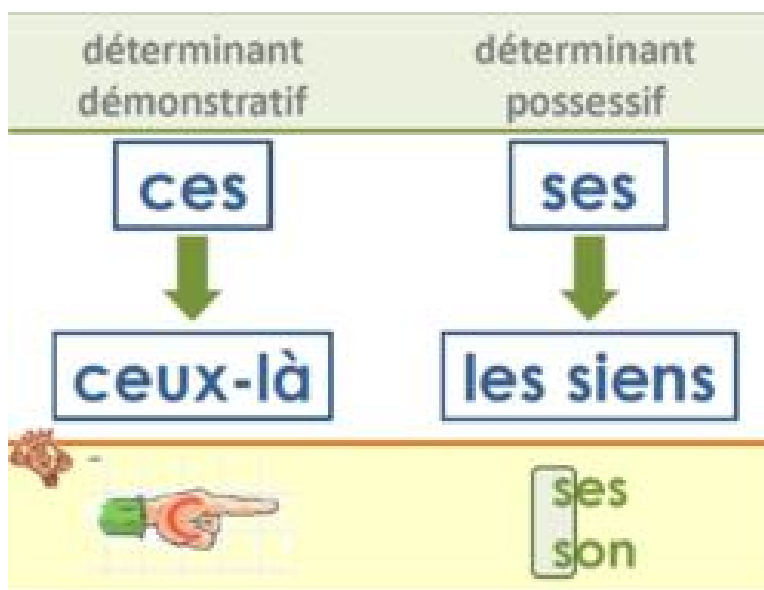 déterminant
démonstratif
déterminant
possessif
ces
ses
ceux-là
les siens
-
C
ses
son